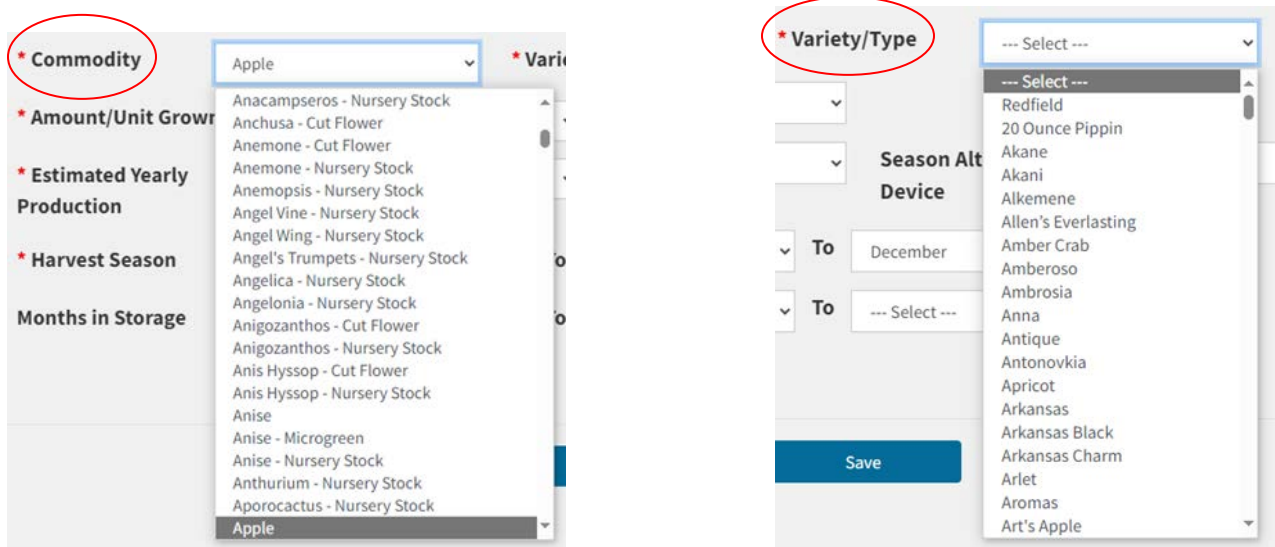 * Commodity
Apple
* Varie
Anacampseros - Nursery Stock
Anchusa - Cut Flower
* Amount/Unit Grown
Anemone - Cut Flower
Anemone - Nursery Stock
* Estimated Yearly
Production
Anemopsis - Nursery Stock
Angel Vine - Nursery Stock
Angel Wing - Nursery Stock
* Harvest Season
Angel's Trumpets - Nursery Stock
Angelica - Nursery Stock
Angelonia - Nursery Stock
Months in Storage
Anigozanthos - Cut Flower
Anigozanthos - Nursery Stock
Anis Hyssop - Cut Flower
Anis Hyssop - Nursery Stock
Anise
Anise - Microgreen
Anise - Nursery Stock
Anthurium - Nursery Stock
Aporocactus - Nursery Stock
Apple
* Variety/Type
--- Select ---
--- Select ---
Redfield
20 Ounce Pippin
Akane
Season Alt
Device
Akani
Alkemene
Allen's Everlasting
To
December
Amber Crab
Amberoso
Ambrosia
To
--- Select ---
Anna
Antique
Antonovkia
Apricot
Arkansas
Arkansas Black
Arkansas Charm
Save
Arlet
Aromas
Art's Apple